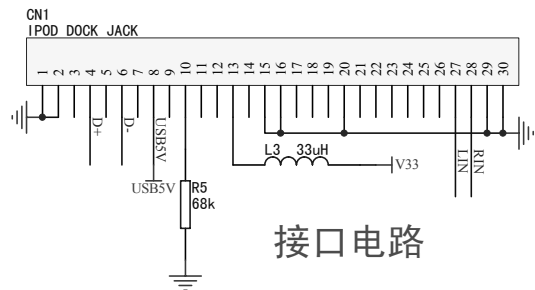 CN1
IPOD DOCK JACK
1 2 3 4 5 6 7 8 9 10 11 12 13 14 15 16 17 18 19 20 21 22 23 24 25 26 27 28 29 30
D+ D- USB5V LIN RIN
L3 33uH
V33
USB5V
R5
68k
接口电路